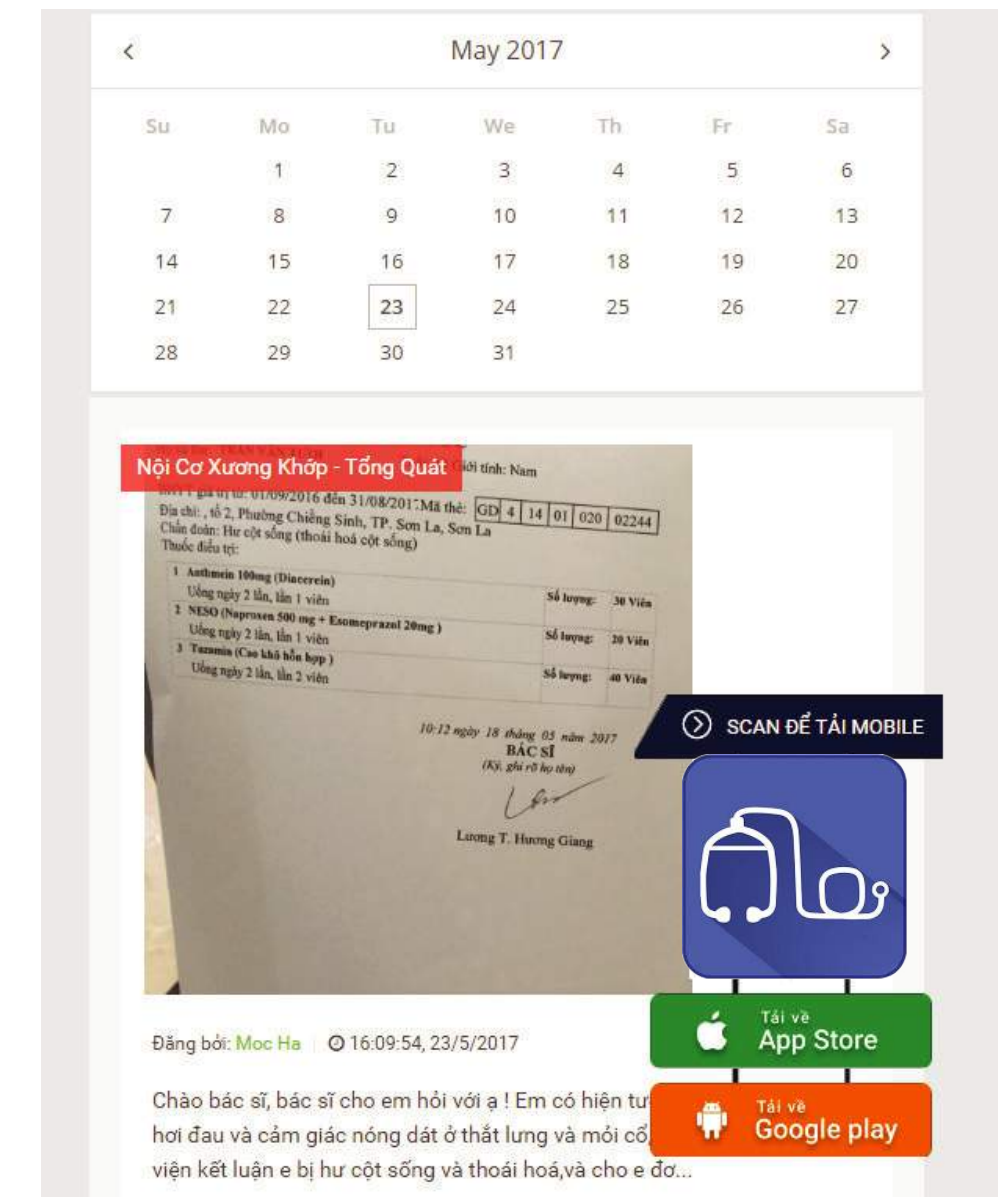 May 2017
Su Mo Tu We Th Fr Sa
1 2 3 4 5 6
7 8 9 10 11 12 13
14 15 16 17 18 19 20
21 22 23 24 25 26 27
28 29 30 31
Nội Cơ Xương Khớp - Tổng Quát
Giới tính: Nam
giá trị từ: 01/09/2016 đến 31/08/2017 Mã thẻ: GD 4 14 01 020 02244
Địa chỉ: , tổ 2, Phường Chiềng Sinh, TP. Sơn La, Sơn La
Chẩn đoán: Hư cột sống (thoái hoá cột sống)
Thuốc điều trị:
1 100mg (Diacerein) Số lượng: 30 Viên
Uống ngày 2 lần, lần 1 viên
2 NESO (Naproxen 500 mg + Esomeprazol 20mg ) Số lượng: 20 Viên
Uống ngày 2 lần, lần 1 viên
3 Tazamin (Cao khô hỗn hợp ) Số lượng: 40 Viên
Uống ngày 2 lần, lần 2 viên
10:12 ngày 18 tháng 05 năm 2017
BÁC SĨ
(Ký, ghi rõ họ tên)
Lương T. Hương Giang
SCAN ĐỂ TẢI MOBILE
Tải về
App Store
Tải về
Google play
Đăng bởi: Moc Ha 16:09:54, 23/5/2017
Chào bác sĩ, bác sĩ cho em hỏi với ạ ! Em có hiện tư
hơi đau và cảm giác nóng dát ở thắt lưng và mỏi cổ,
viện kết luận e bị hư cột sống và thoái hoá,và cho e đơ...